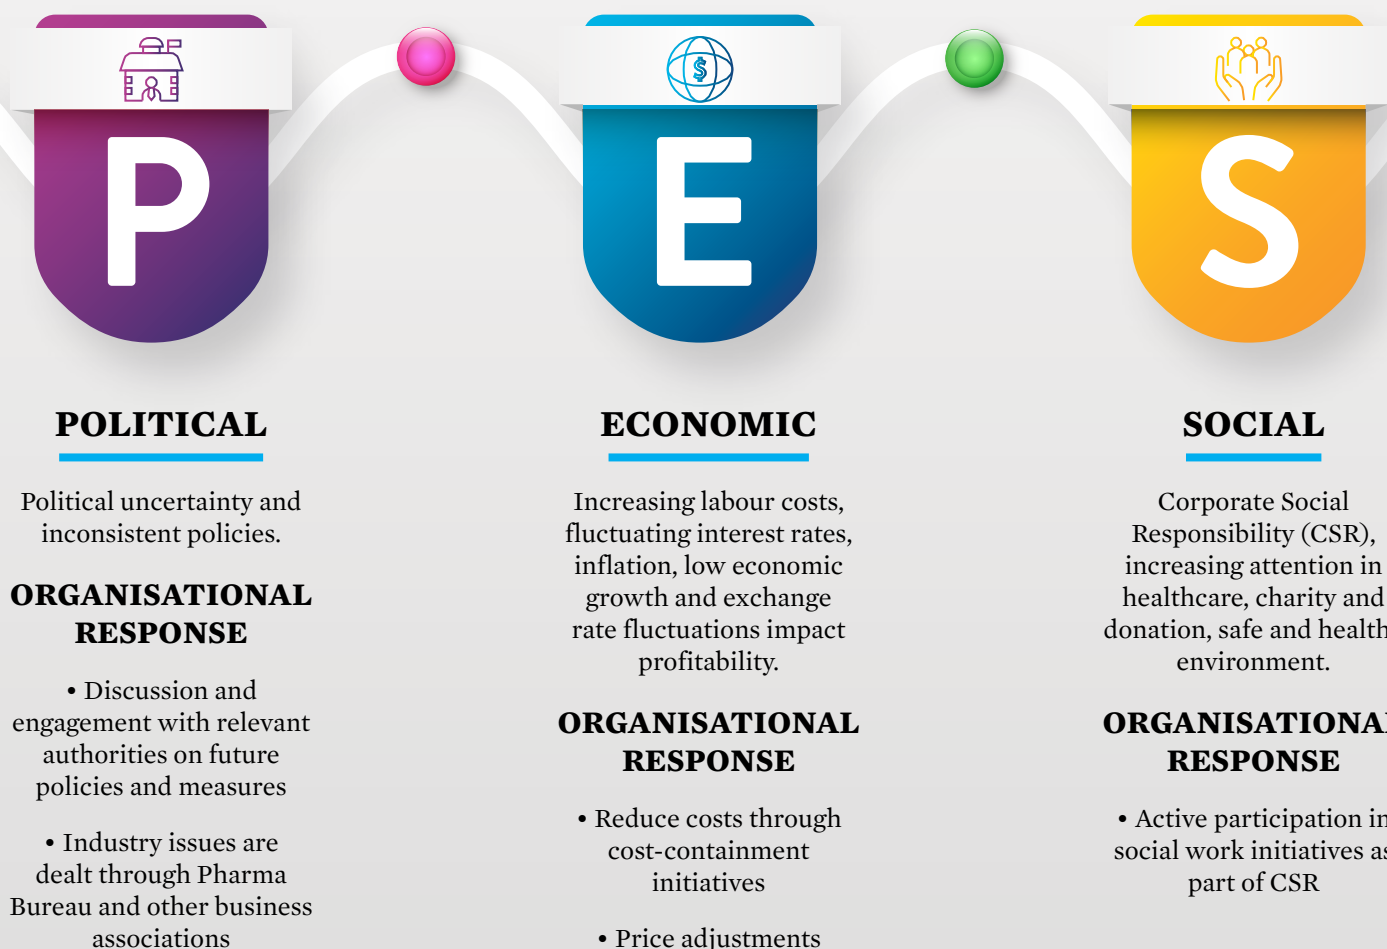 P
POLITICAL
Political uncertainty and
inconsistent policies.
ORGANISATIONAL
RESPONSE
• Discussion and
engagement with relevant
authorities on future
policies and measures
• Industry issues are
dealt through Pharma
Bureau and other business
associations
$
E
ECONOMIC
Increasing labour costs,
fluctuating interest rates,
inflation, low economic
growth and exchange
rate fluctuations impact
profitability.
ORGANISATIONAL
RESPONSE
• Reduce costs through
cost-containment
initiatives
• Price adjustments
S
SOCIAL
Corporate Social
Responsibility (CSR),
increasing attention in
healthcare, charity and
donation, safe and health
environment.
ORGANISATIONAL
RESPONSE
• Active participation in
social work initiatives as
part of CSR